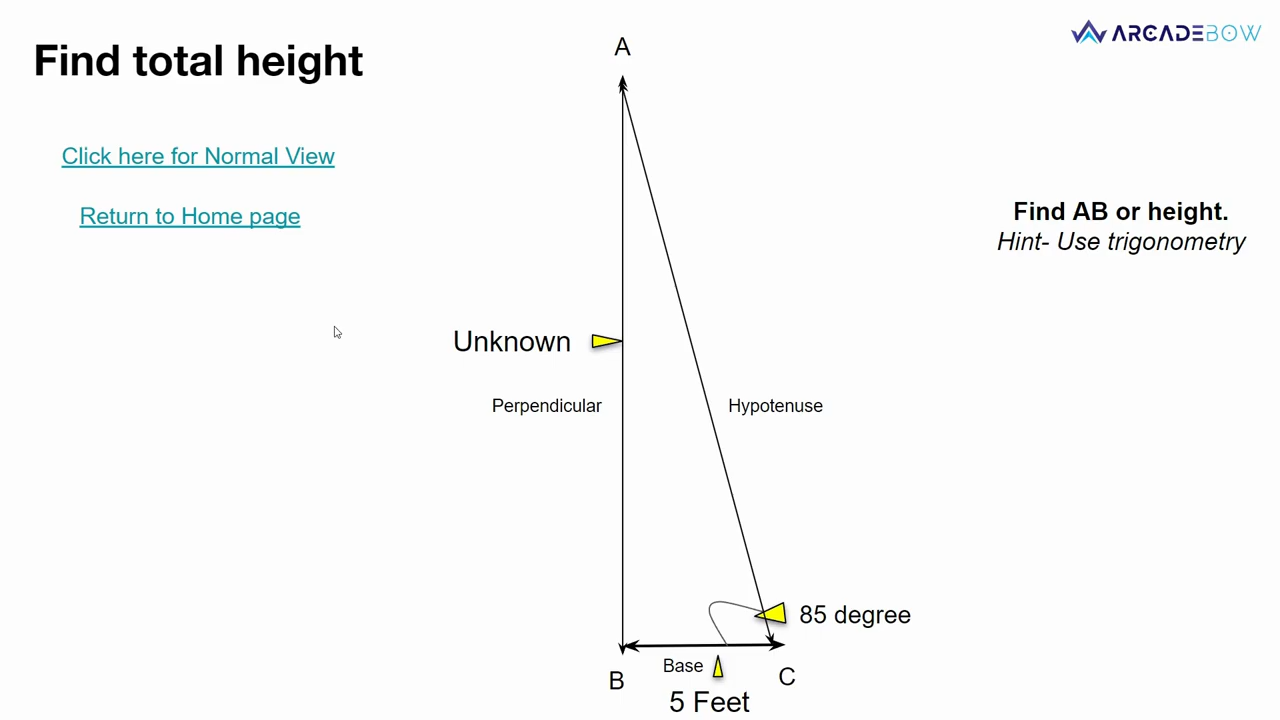 Find total height
ARCADEBOW
A
Click here for Normal View
Return to Home page
Find AB or height.
Hint- Use trigonometry
Unknown
Perpendicular
Hypotenuse
85 degree
Base
B
C
5 Feet